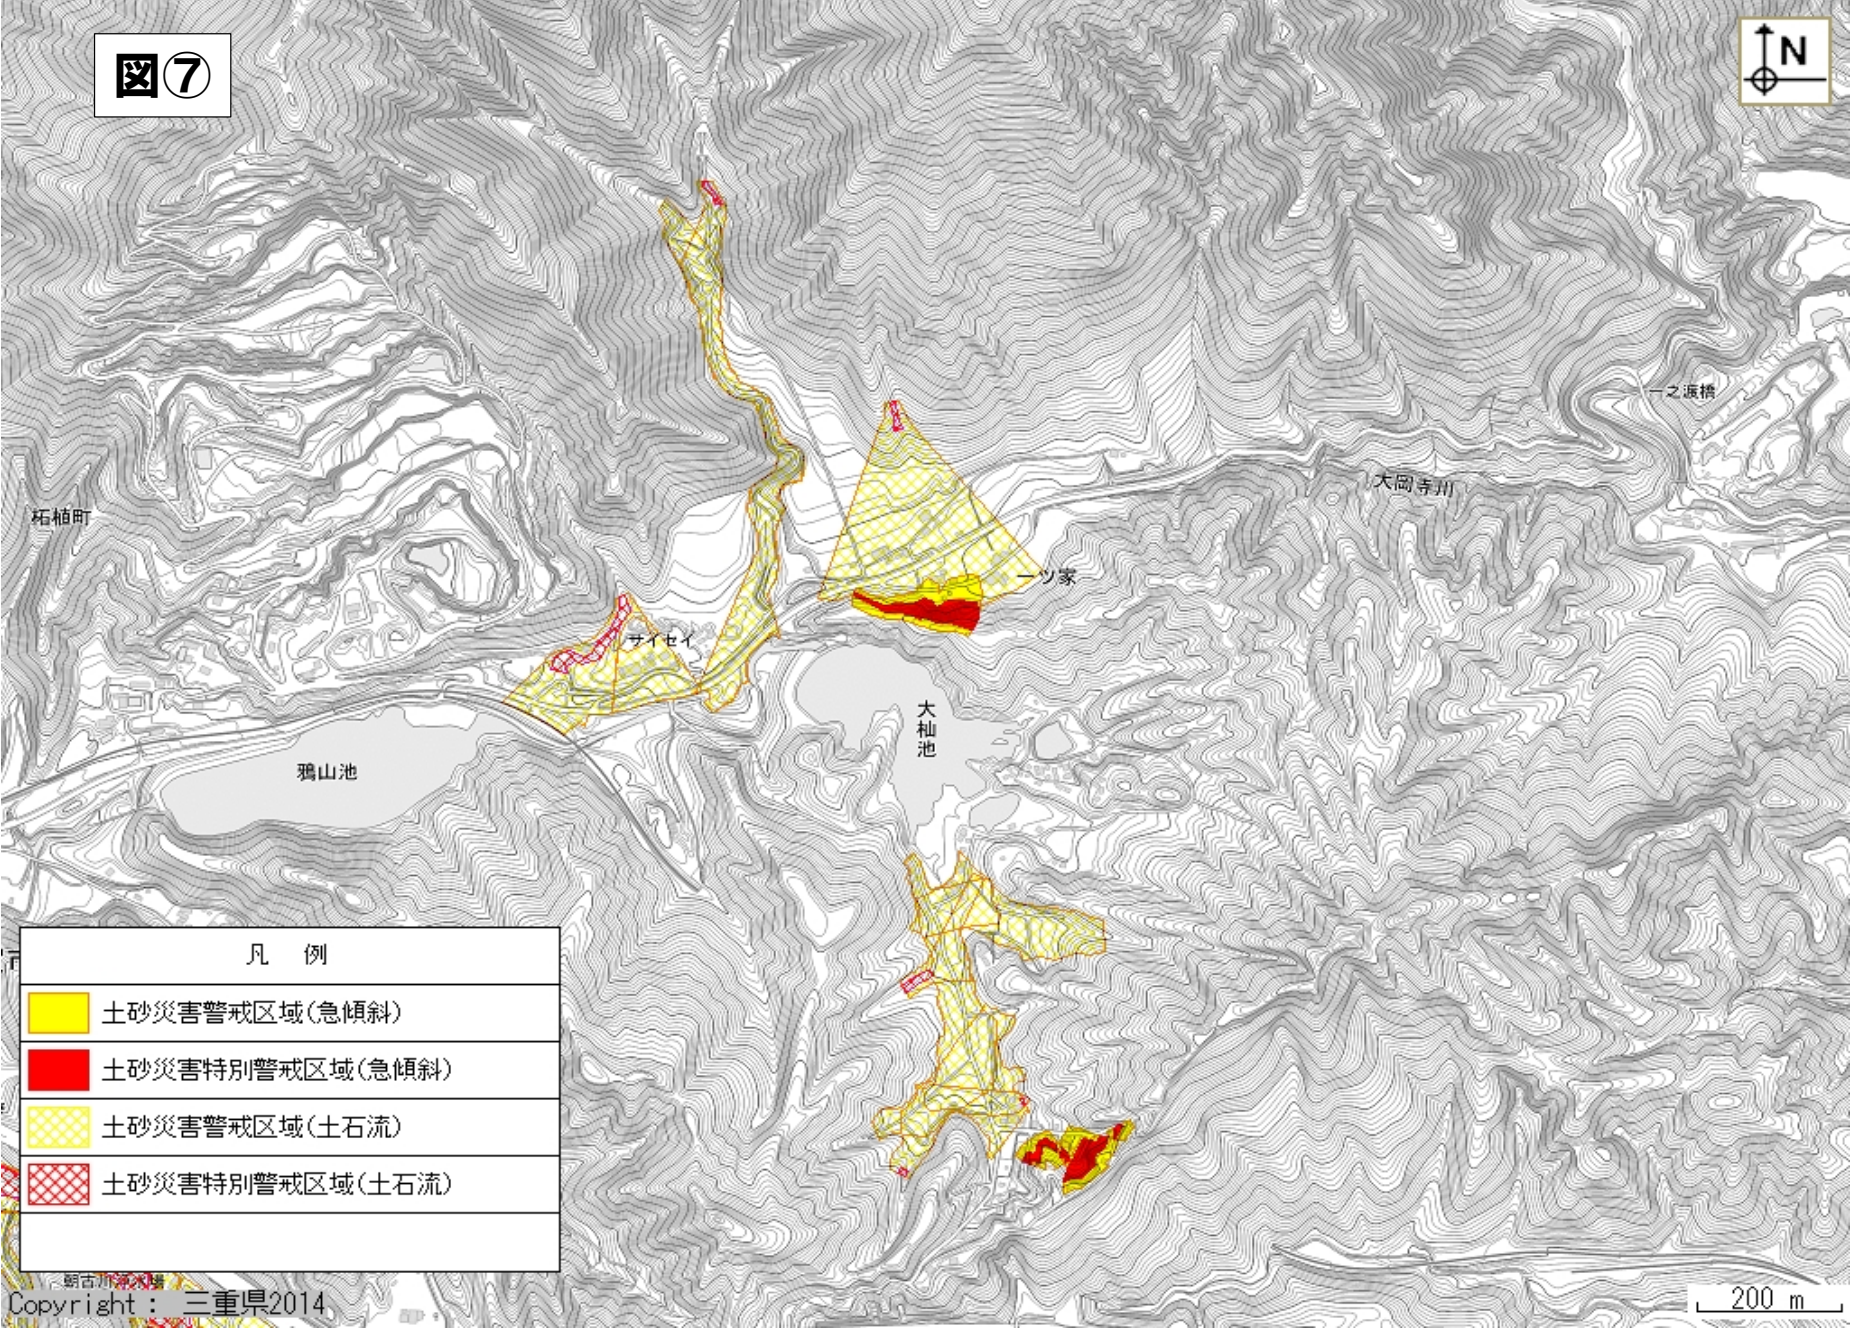 図⑦
N
一之渡橋
大岡寺川
柘植町
一ツ家
サイセイ
大杣池
鴉山池
凡 例
土砂災害警戒区域(急傾斜)
土砂災害特別警戒区域(急傾斜)
土砂災害警戒区域(土石流)
土砂災害特別警戒区域(土石流)
Copyright : 三重県2014
200 m